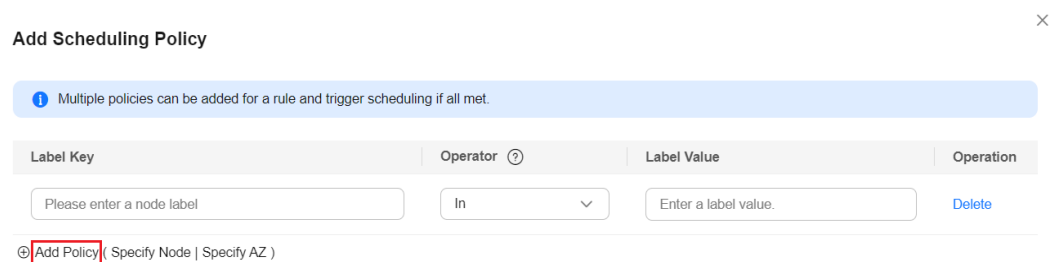 Add Scheduling Policy
Multiple policies can be added for a rule and trigger scheduling if all met.
Label Key Operator Label Value Operation
Please enter a node label In Enter a label value. Delete
Add Policy ( Specify Node | Specify AZ )